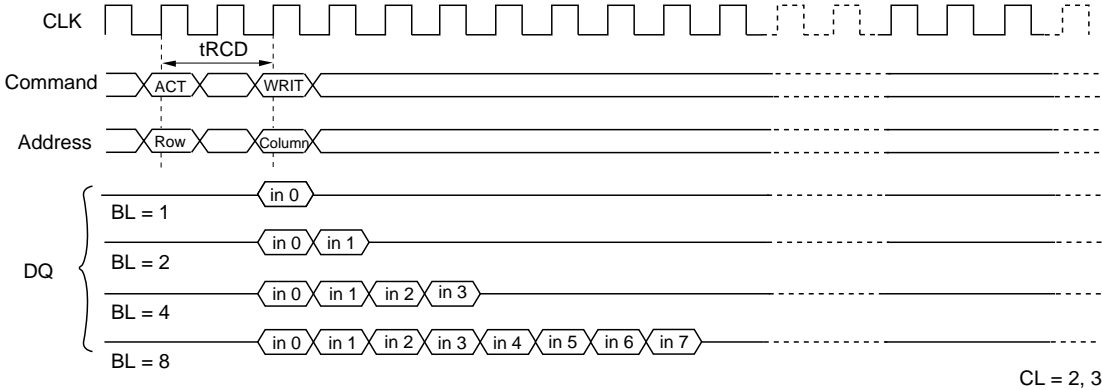 CLK
tRCD
Command ACT WRIT
Address Row Column
DQ
in 0
BL = 1
in 0 in 1
BL = 2
in 0 in 1 in 2 in 3
BL = 4
in 0 in 1 in 2 in 3 in 4 in 5 in 6 in 7
BL = 8
CL = 2, 3